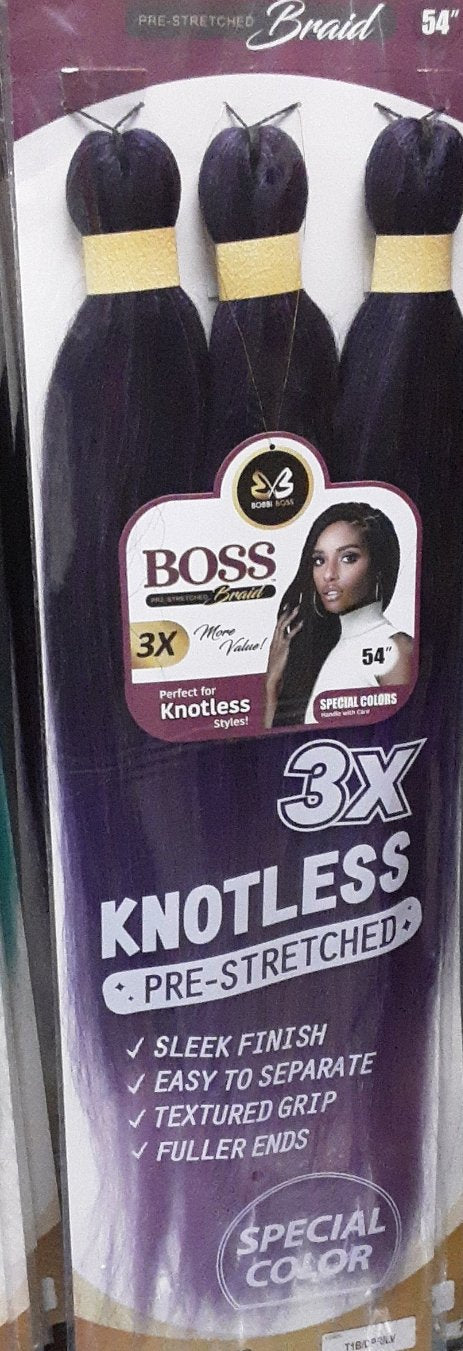 PRE-STRETCHED Braid 54"
BOBBI BOSS
BOSS
PRE-STRETCHED Braid
3X More
Value!
54"
Perfect for
Knotless
Styles!
SPECIAL COLORS
Handle with Care
3X
KNOTLESS
PRE-STRETCHED
✓ SLEEK FINISH
✓ EASY TO SEPARATE
✓ TEXTURED GRIP
✓ FULLER ENDS
SPECIAL
COLOR